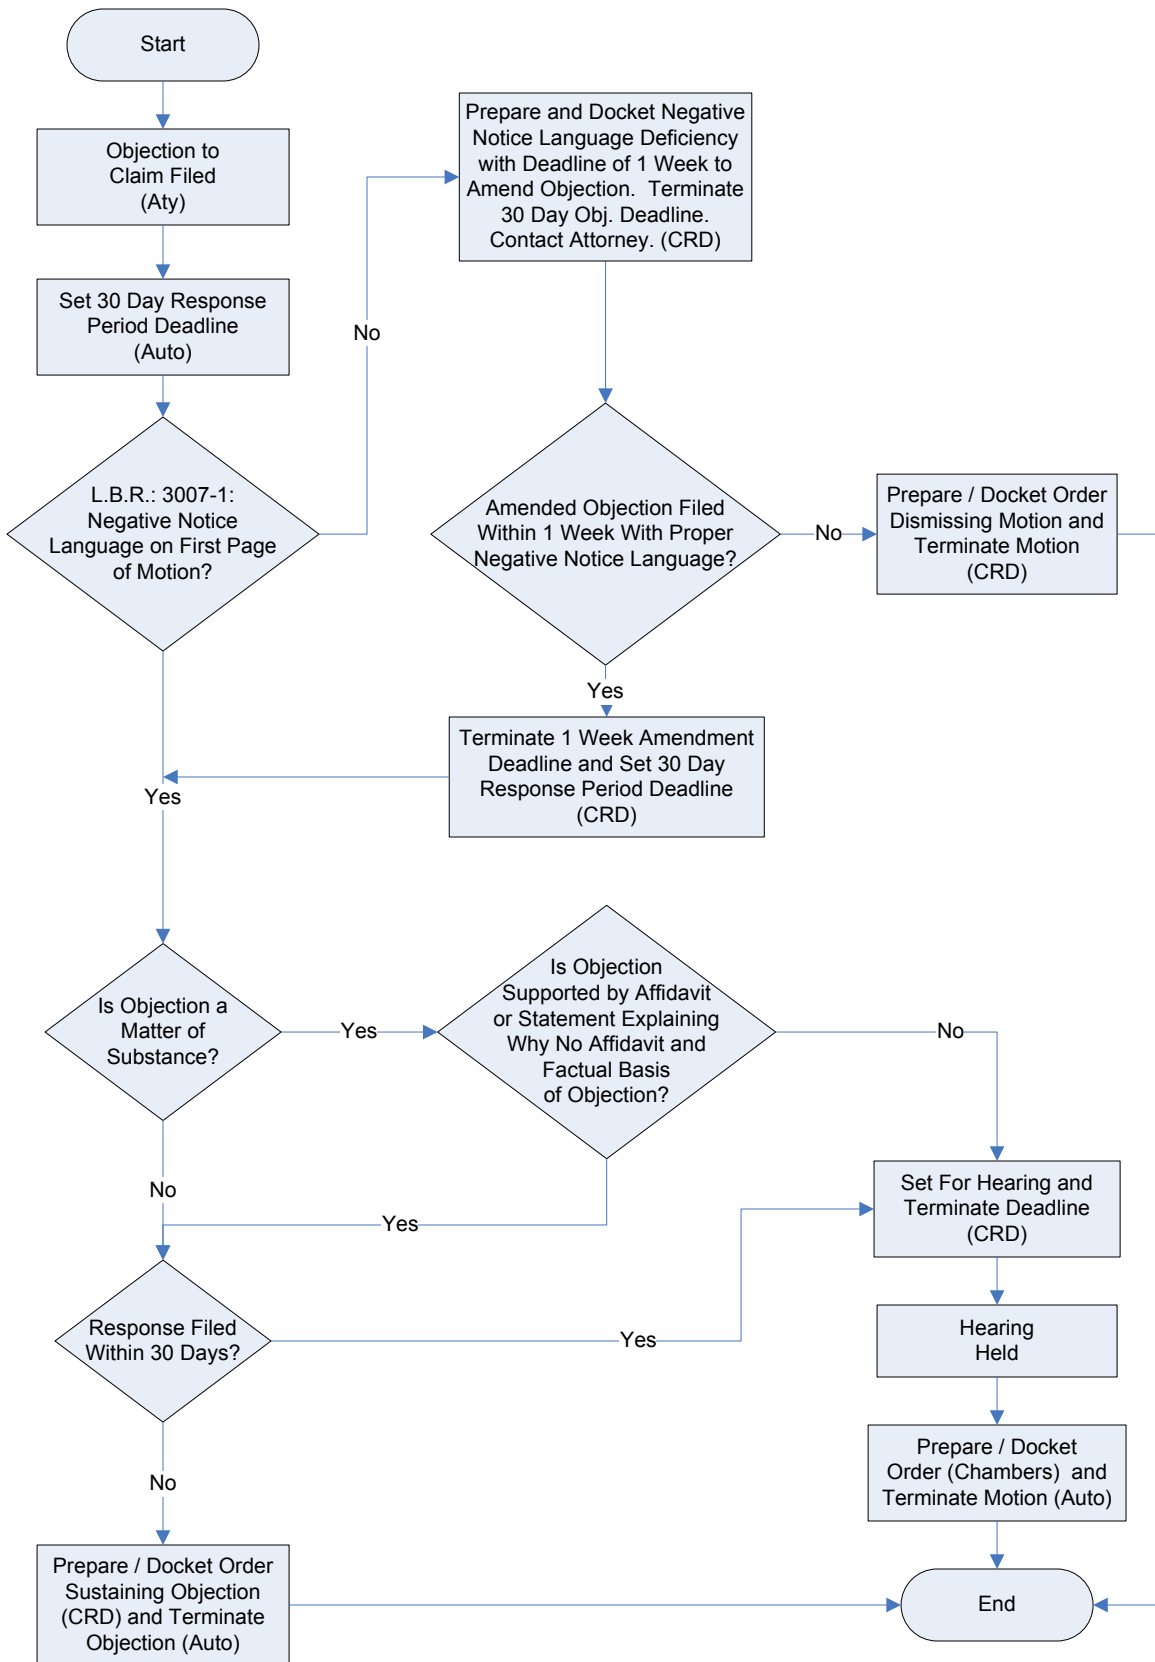 Start
Objection to
Claim Filed
(Aty)
Set 30 Day Response
Period Deadline
(Auto)
L.B.R.: 3007-1:
Negative Notice
Language on First Page
of Motion?
No
Prepare and Docket Negative
Notice Language Deficiency
with Deadline of 1 Week to
Amend Objection.  Terminate
30 Day Obj. Deadline.
Contact Attorney. (CRD)
Amended Objection Filed
Within 1 Week With Proper
Negative Notice Language?
No
Prepare / Docket Order
Dismissing Motion and
Terminate Motion
(CRD)
Yes
Terminate 1 Week Amendment
Deadline and Set 30 Day
Response Period Deadline
(CRD)
Yes
Is Objection a
Matter of
Substance?
Yes
Is Objection
Supported by Affidavit
or Statement Explaining
Why No Affidavit and
Factual Basis
of Objection?
No
No
Yes
Set For Hearing and
Terminate Deadline
(CRD)
Response Filed
Within 30 Days?
Yes
Hearing
Held
No
Prepare / Docket
Order (Chambers)  and
Terminate Motion (Auto)
Prepare / Docket Order
Sustaining Objection
(CRD) and Terminate
Objection (Auto)
End